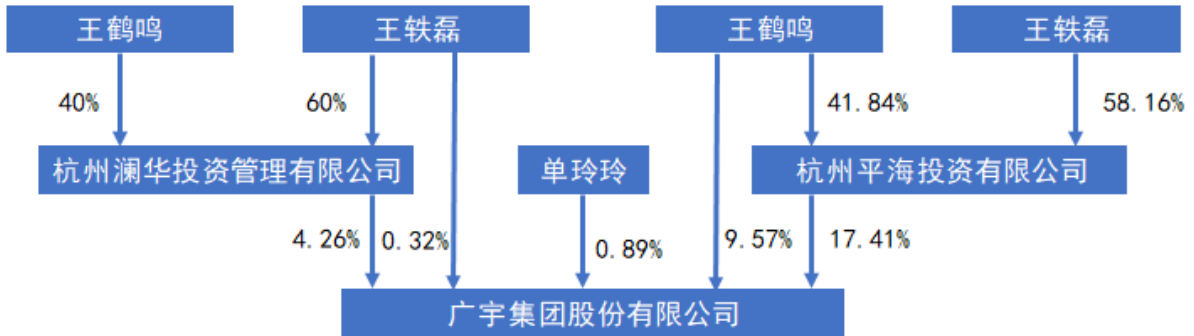 王鹤鸣
王轶磊
王鹤鸣
王轶磊
40%
60%
41.84%
58.16%
杭州澜华投资管理有限公司
单玲玲
杭州平海投资有限公司
4.26%
0.32%
0.89%
9.57%
17.41%
广宇集团股份有限公司